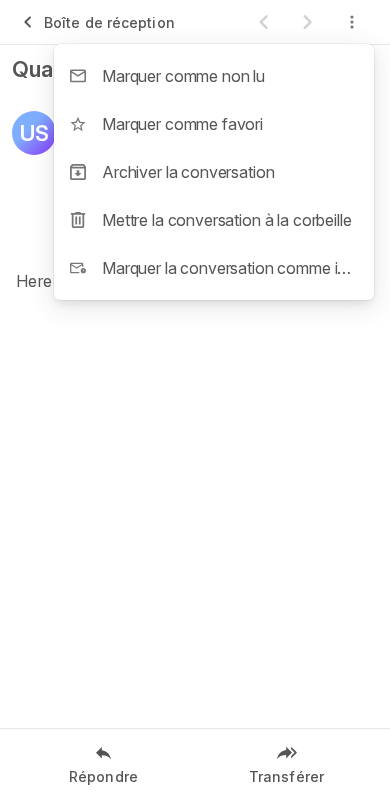 Boîte de réception
Qua
Marquer comme non lu
US
Marquer comme favori
Archiver la conversation
Mettre la conversation à la corbeille
Marquer la conversation comme i…
Here
Répondre
Transférer